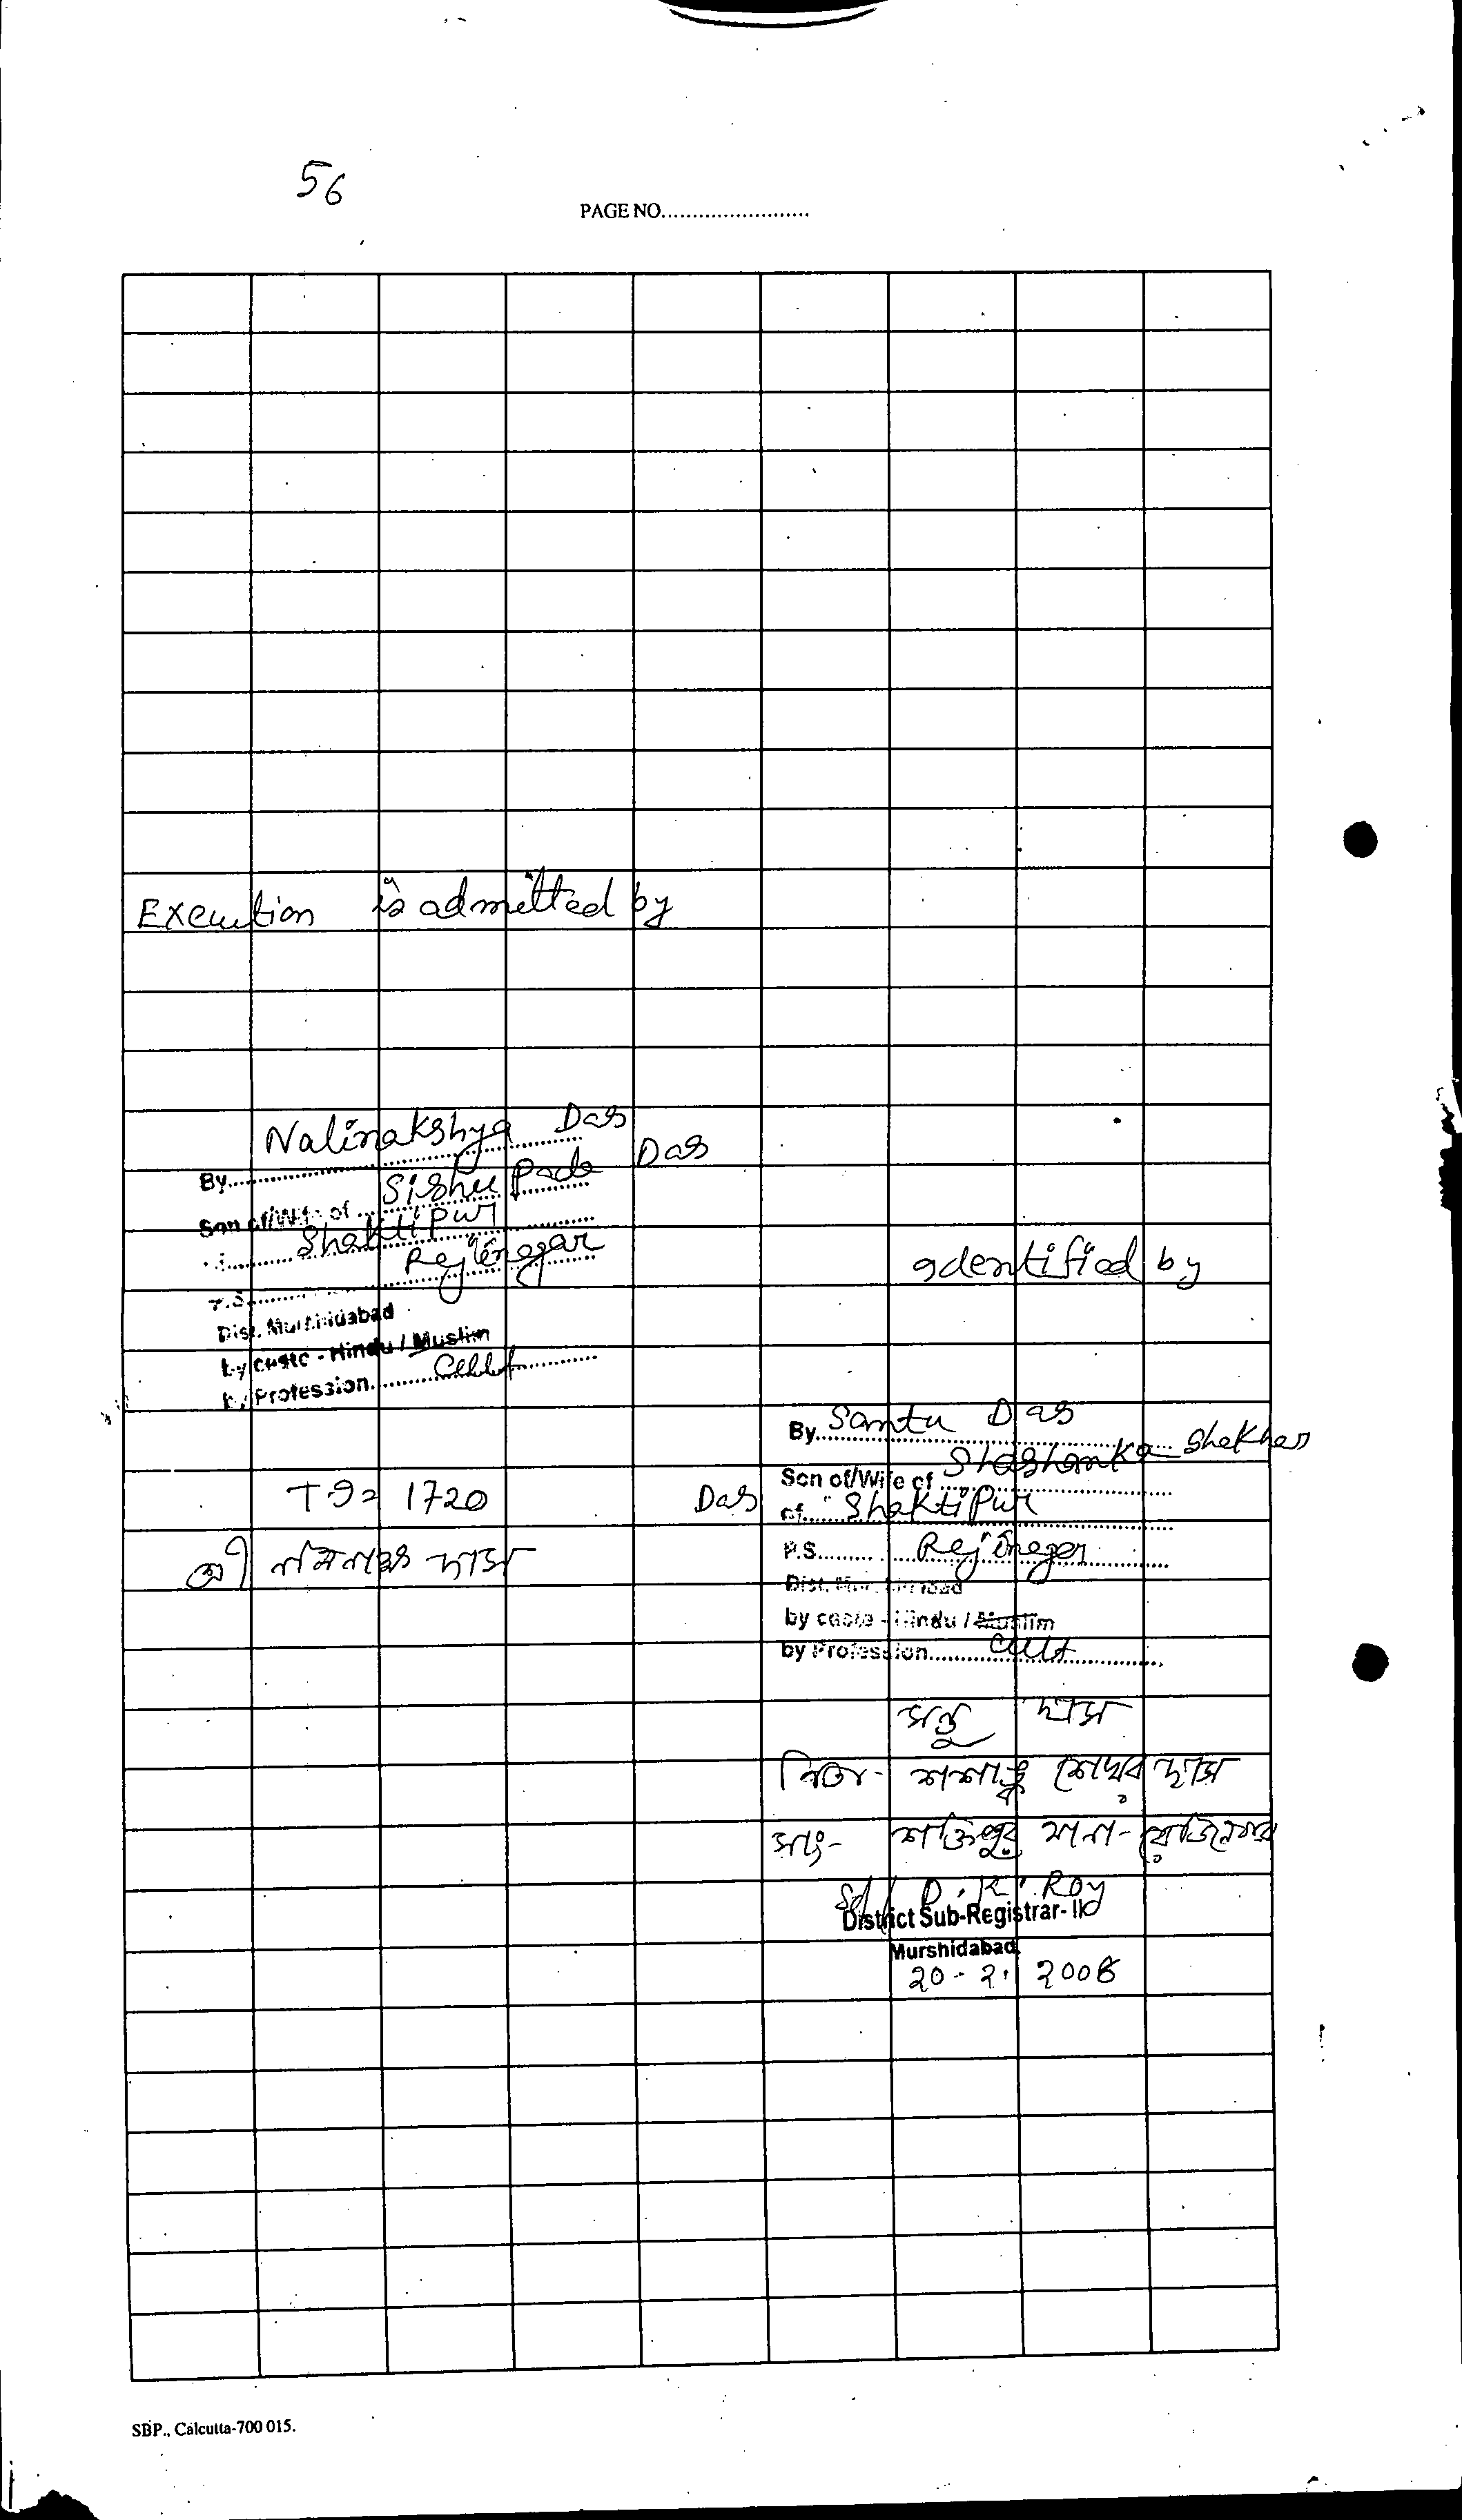 56
PAGE NO.........................
Execution is admitted by
Nalinakshya Das
By
Sishu Pada Das
Son of/Wife of
Shaktipur
Rejinagar
P.S.
Dist. Murshidabad
by caste - Hindu / Muslim
by Profession
identified by
By Santu Das
Son of/Wife of Shashanka Shekhar
Das
of Shaktipur
P.S. Rejinagar
Dist. Murshidabad
by caste - Hindu / Muslim
by Profession Cult
1720
দাস
সন্তু দাস
পিতা- শশাঙ্ক শেখর দাস
সাং- শক্তিপুর থানা- রেজিনগর
Sd/ D. K. Roy
District Sub-Registrar- II
Murshidabad
20-2. 2008
SBP., Calcutta-700 015.